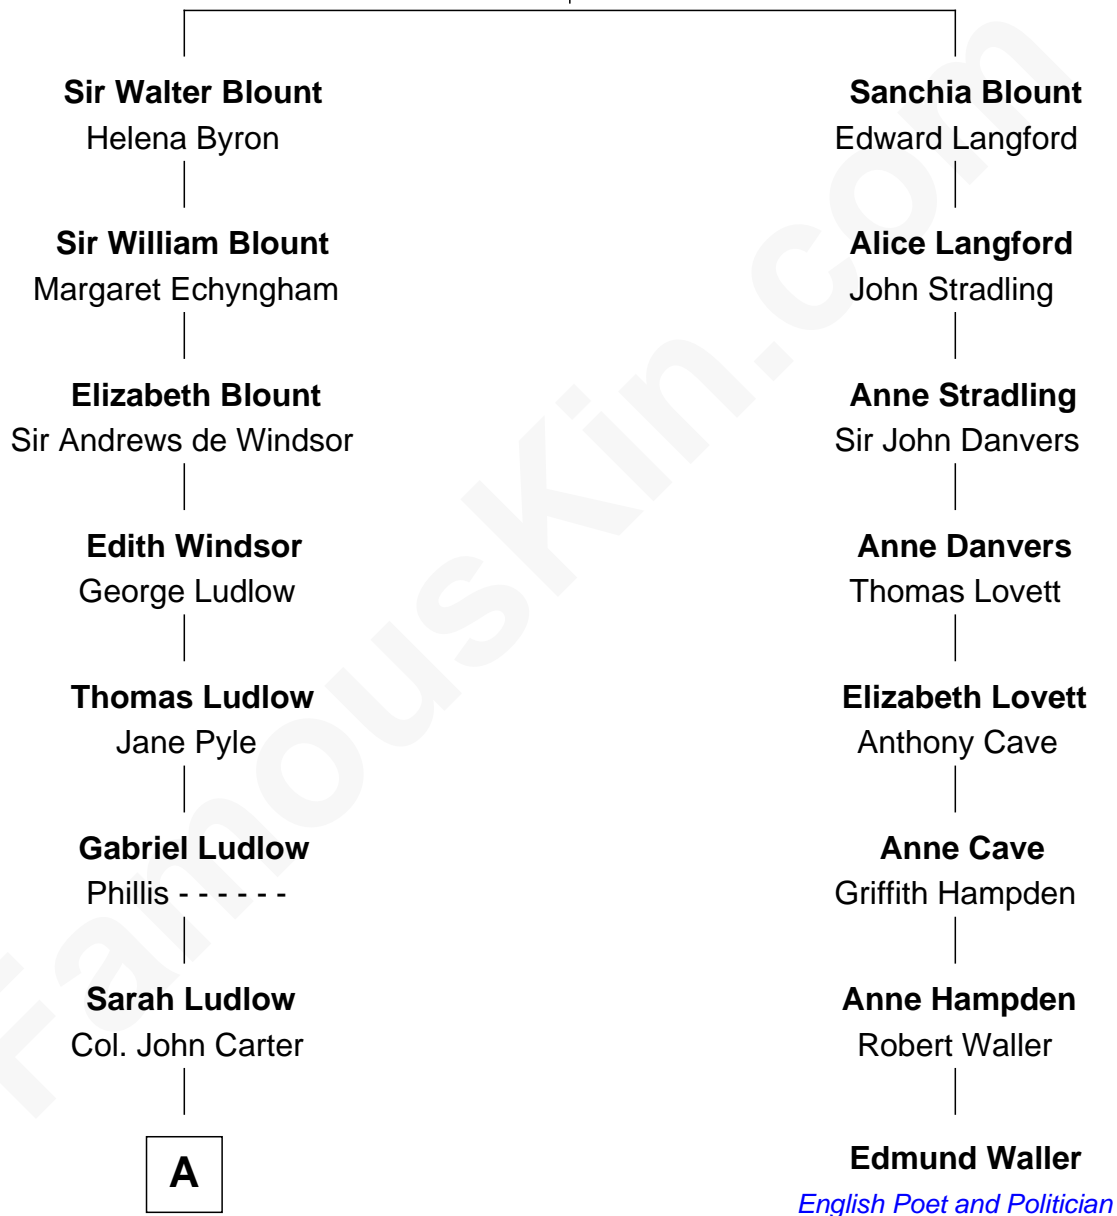 Sir Walter Blount
Helena Byron
Sir William Blount
Margaret Echyngham
Elizabeth Blount
Sir Andrews de Windsor
Edith Windsor
George Ludlow
Thomas Ludlow
Jane Pyle
Gabriel Ludlow
Phillis - - - - - -
Sarah Ludlow
Col. John Carter
A
Sanchia Blount
Edward Langford
Alice Langford
John Stradling
Anne Stradling
Sir John Danvers
Anne Danvers
Thomas Lovett
Elizabeth Lovett
Anthony Cave
Anne Cave
Griffith Hampden
Anne Hampden
Robert Waller
Edmund Waller
English Poet and Politician
FamousKin.com